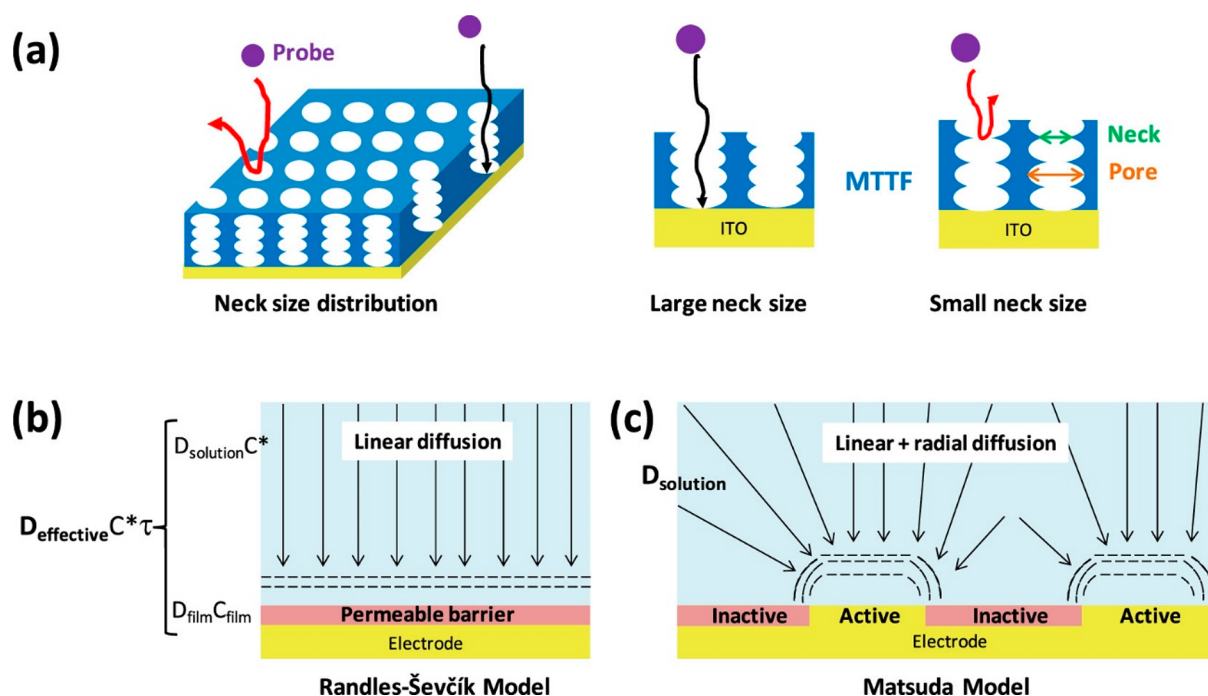 (a)
Probe
Neck size distribution
MTTF
ITO
Large neck size
Neck
Pore
ITO
Small neck size
(b)
DsolutionC*
DeffectiveC*τ
DfilmCfilm
Linear diffusion
Permeable barrier
Electrode
Randles-Ševčík Model
(c)
Linear + radial diffusion
Dsolution
Inactive Active Inactive Active
Electrode
Matsuda Model